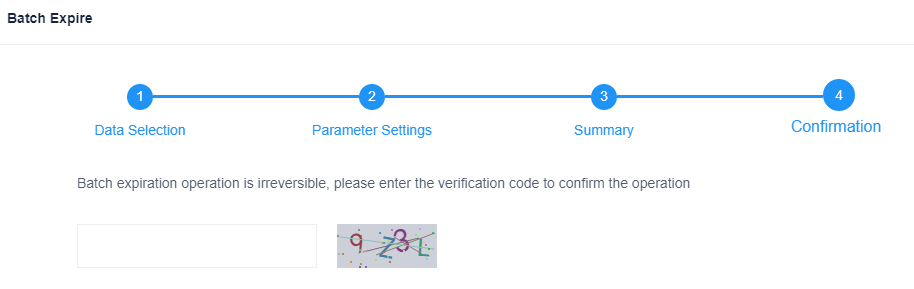 Batch Expire
1
2
3
4
Data Selection
Parameter Settings
Summary
Confirmation
Batch expiration operation is irreversible, please enter the verification code to confirm the operation
9Z3L